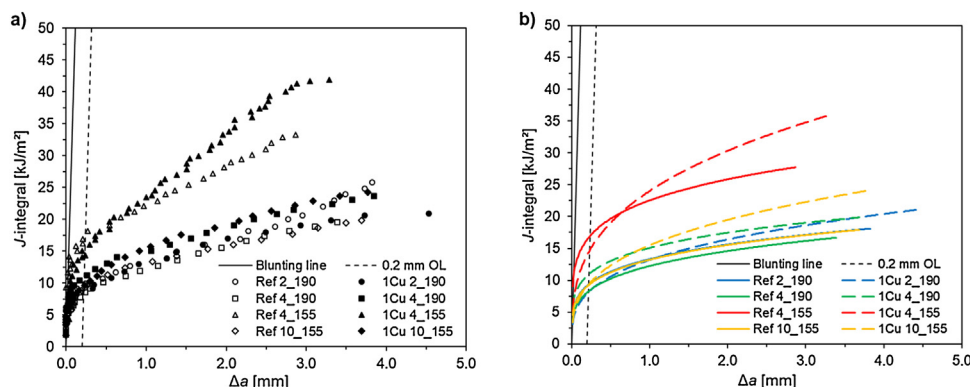 a)
50
45
40
35
30
25
20
15
10
5
0
J-integral [kJ/m²]
0.0 1.0 2.0 3.0 4.0 5.0
Δa [mm]
Blunting line 0.2 mm OL
Ref 2_190 1Cu 2_190
Ref 4_190 1Cu 4_190
Ref 4_155 1Cu 4_155
Ref 10_155 1Cu 10_155
b)
50
45
40
35
30
25
20
15
10
5
0
J-integral [kJ/m²]
0.0 1.0 2.0 3.0 4.0 5.0
Δa [mm]
Blunting line 0.2 mm OL
Ref 2_190 1Cu 2_190
Ref 4_190 1Cu 4_190
Ref 4_155 1Cu 4_155
Ref 10_155 1Cu 10_155